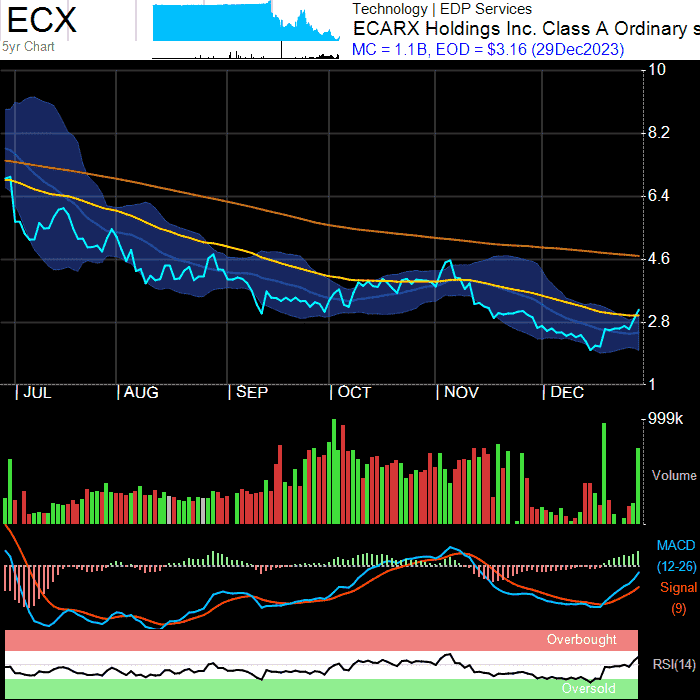 ECX
5yr Chart
Technology | EDP Services
ECARX Holdings Inc. Class A Ordinary s
MC = 1.1B, EOD = $3.16 (29Dec2023)
10
8.2
6.4
4.6
2.8
1
JUL AUG SEP OCT NOV DEC
999k
Volume
MACD
(12-26)
Signal
(9)
Overbought
RSI(14)
Oversold